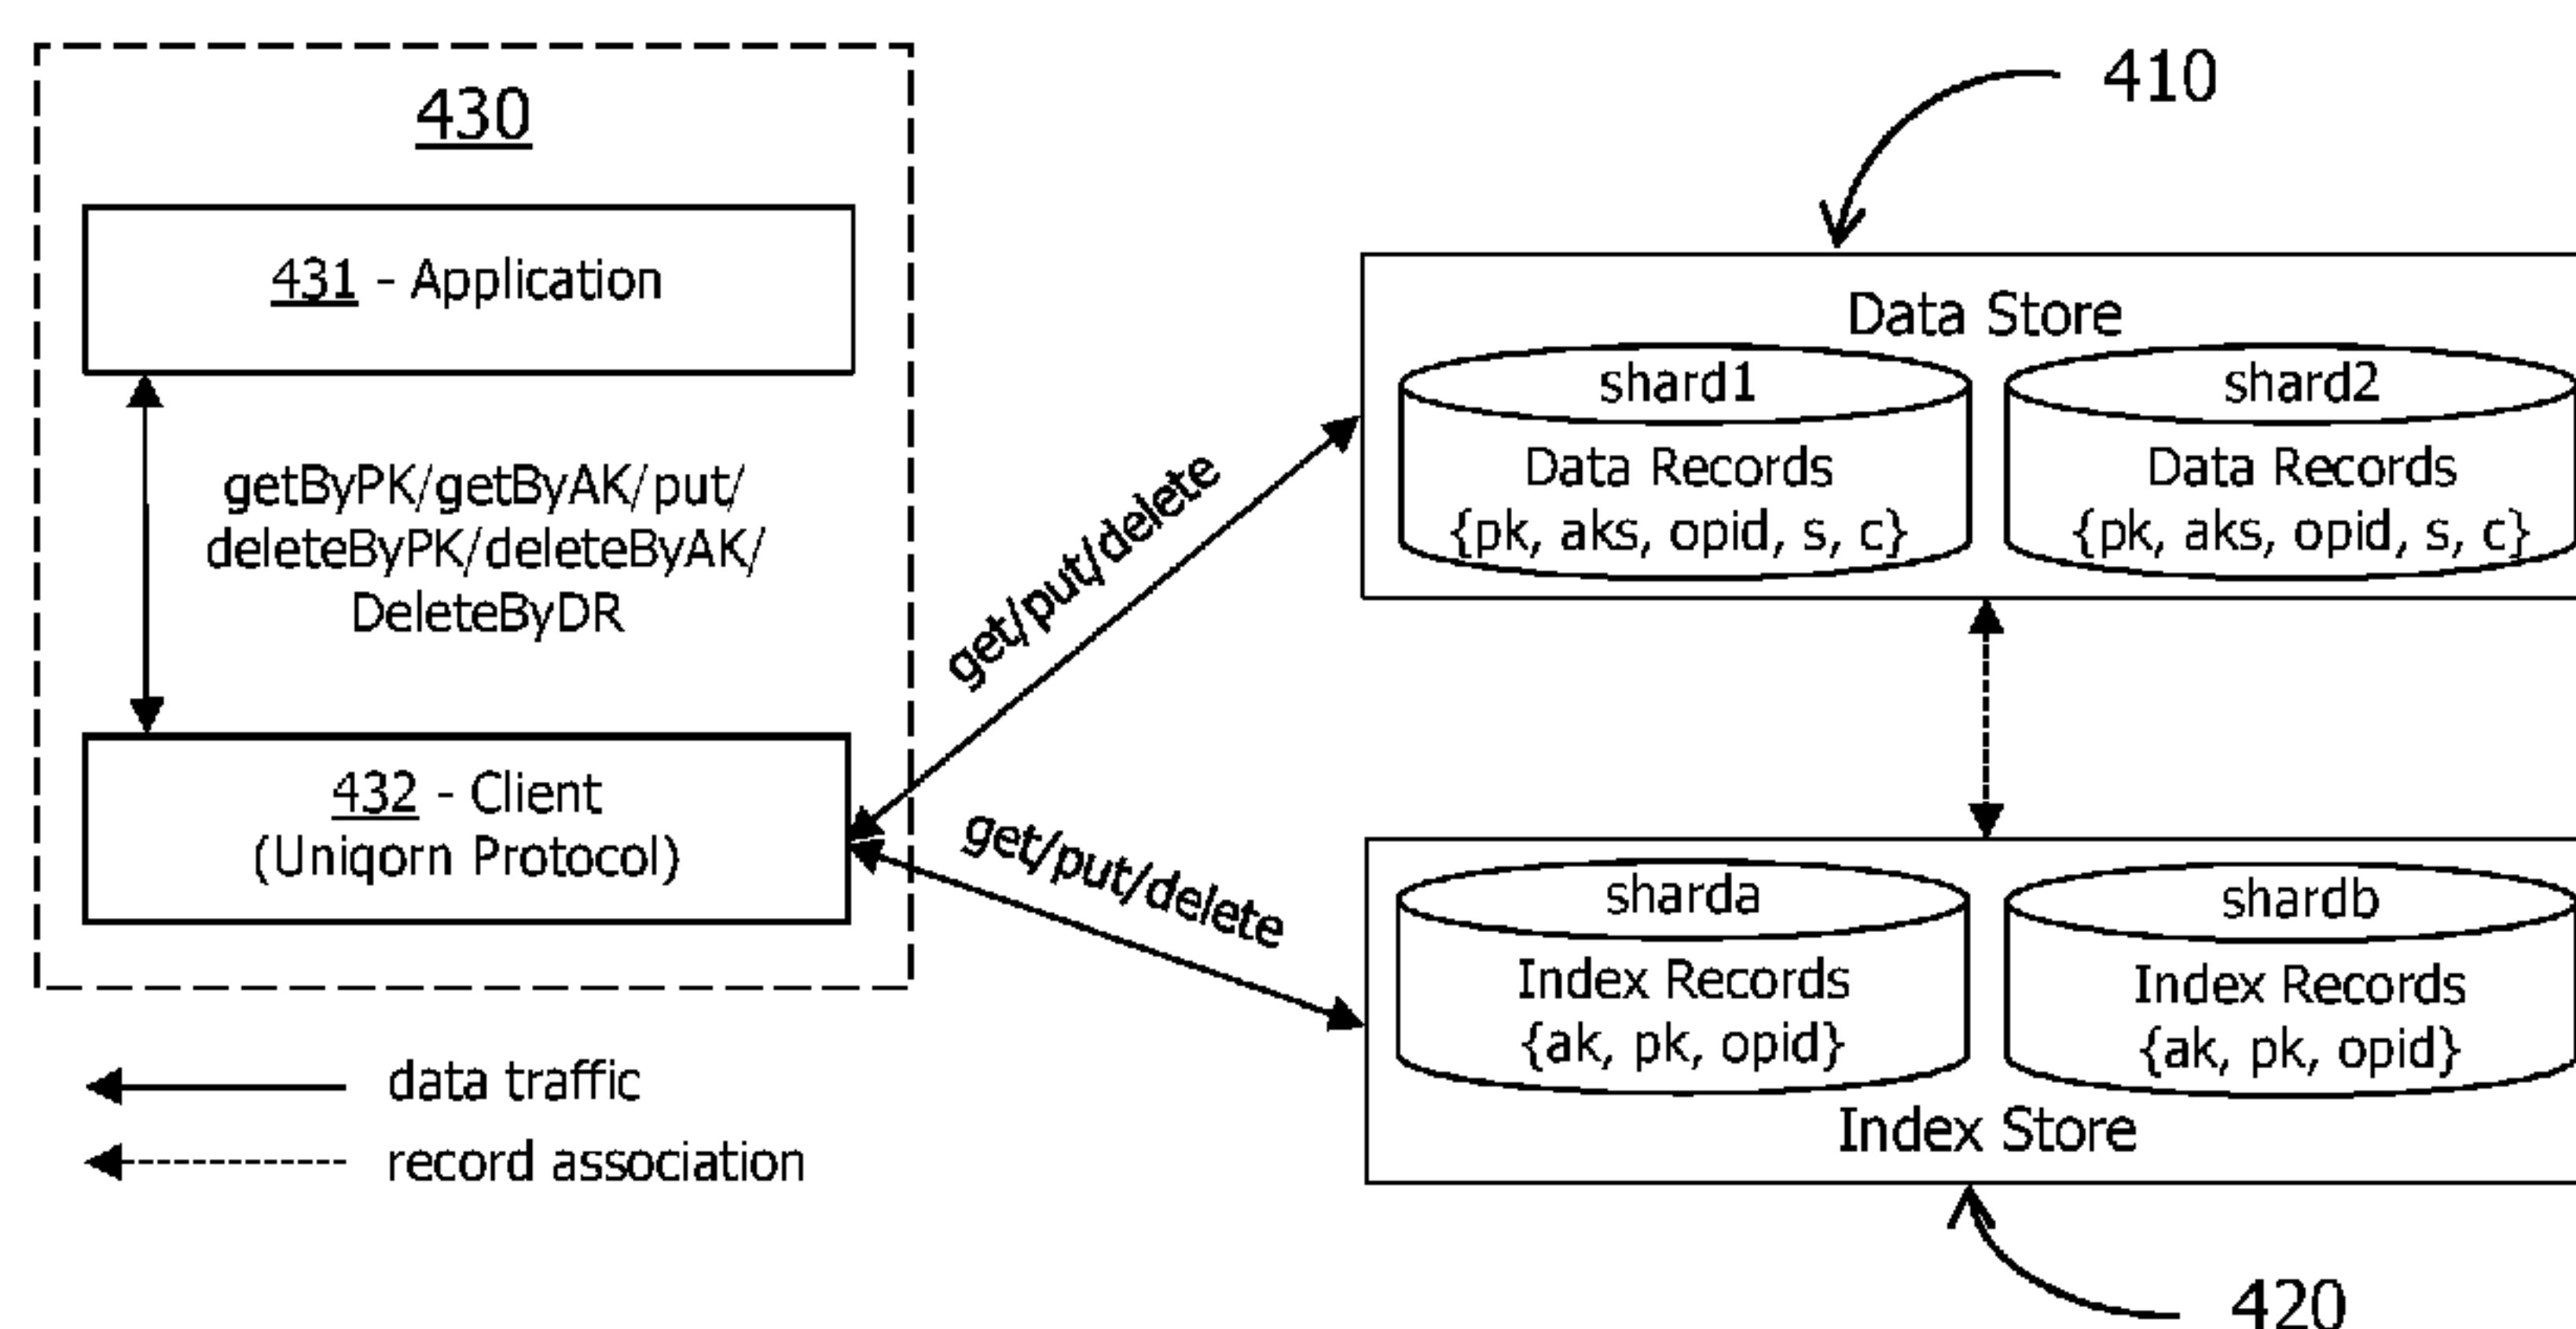 430
431 - Application
getByPK/getByAK/put/
deleteByPK/deleteByAK/
DeleteByDR
432 - Client
(Uniqorn Protocol)
data traffic
record association
get/put/delete
get/put/delete
410
Data Store
shard1
Data Records
{pk, aks, opid, s, c}
shard2
Data Records
{pk, aks, opid, s, c}
sharda
Index Records
{ak, pk, opid}
shardb
Index Records
{ak, pk, opid}
Index Store
420